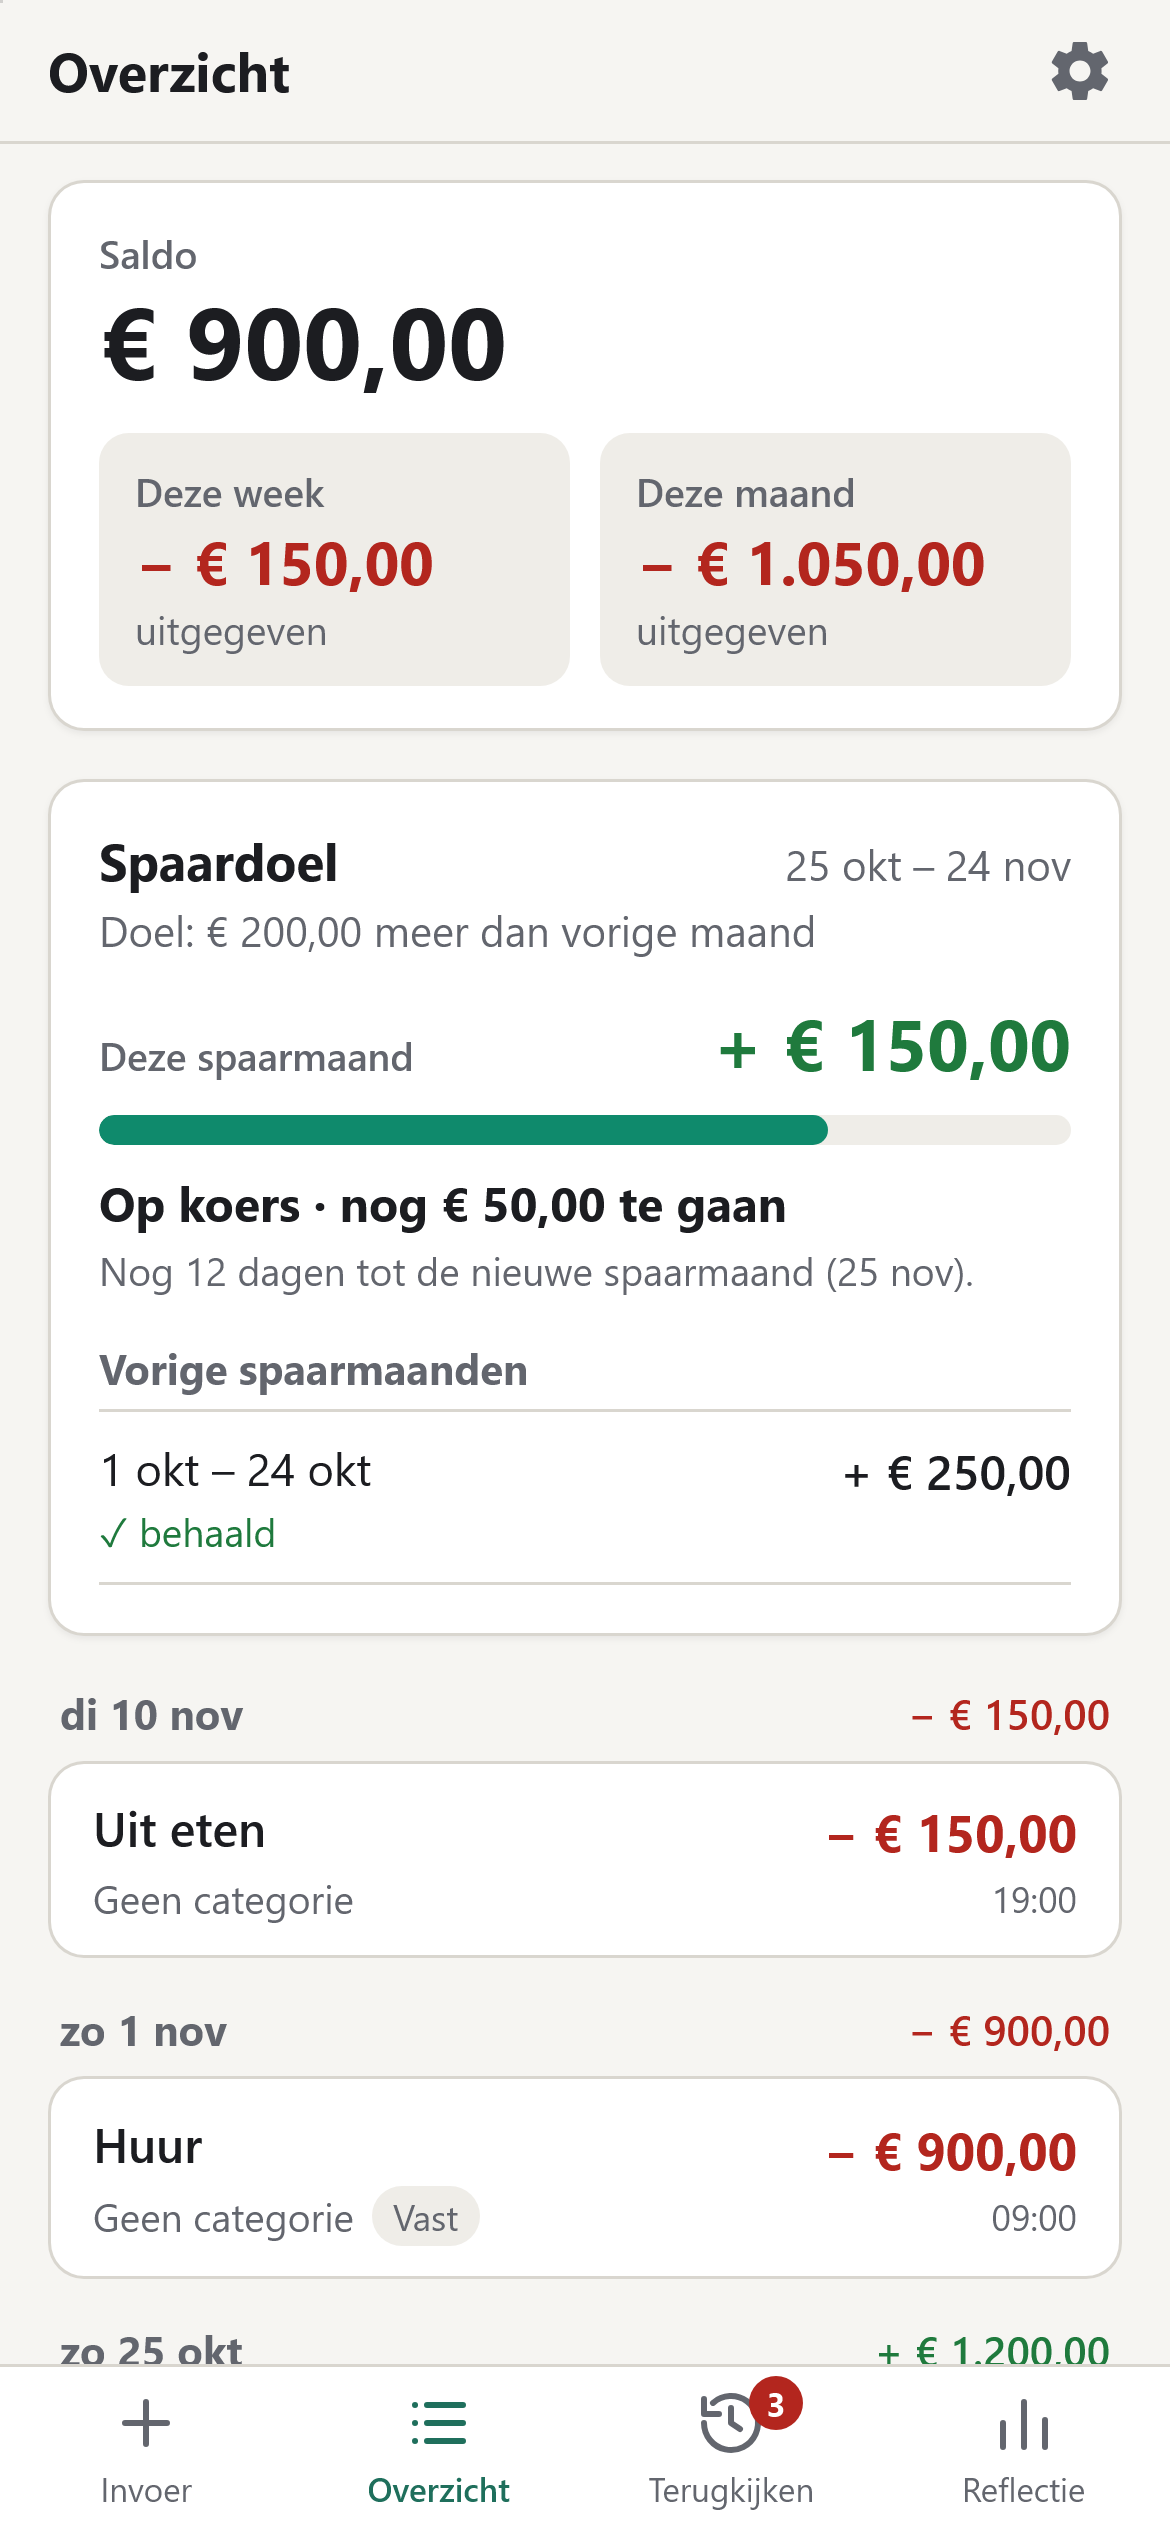 Overzicht
Saldo
€ 900,00
Deze week
– € 150,00
uitgegeven
Deze maand
– € 1.050,00
uitgegeven
Spaardoel
25 okt – 24 nov
Doel: € 200,00 meer dan vorige maand
Deze spaarmaand
+ € 150,00
Op koers · nog € 50,00 te gaan
Nog 12 dagen tot de nieuwe spaarmaand (25 nov).
Vorige spaarmaanden
1 okt – 24 okt
+ € 250,00
✓ behaald
di 10 nov
– € 150,00
Uit eten
– € 150,00
Geen categorie
19:00
zo 1 nov
– € 900,00
Huur
– € 900,00
Geen categorie
Vast
09:00
zo 25 okt
+ € 1.200,00
3
Invoer
Overzicht
Terugkijken
Reflectie